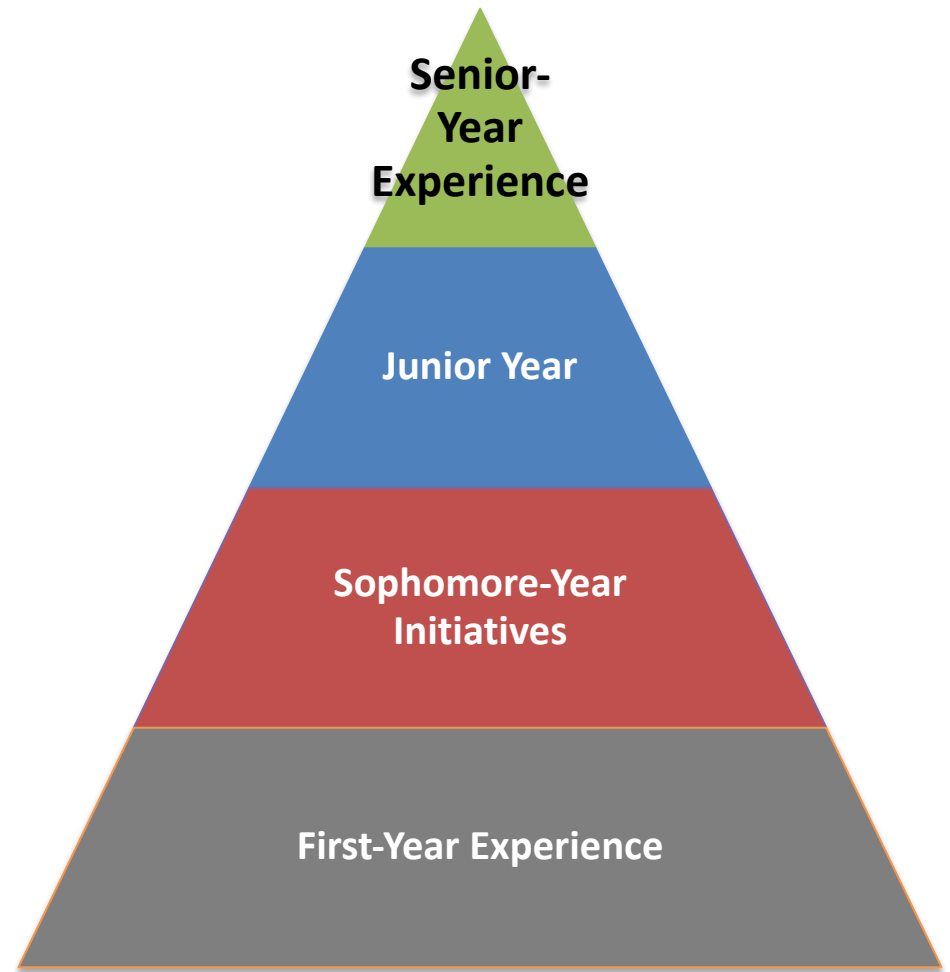 Senior-
Year
Experience
Junior Year
Sophomore-Year
Initiatives
First-Year Experience